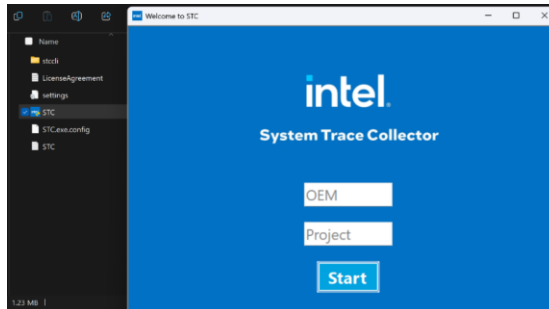 Welcome to STC
Name
stccli
LicenseAgreement
settings
STC
STC.exe.config
STC
1.23 MB
intel.
System Trace Collector
OEM
Project
Start